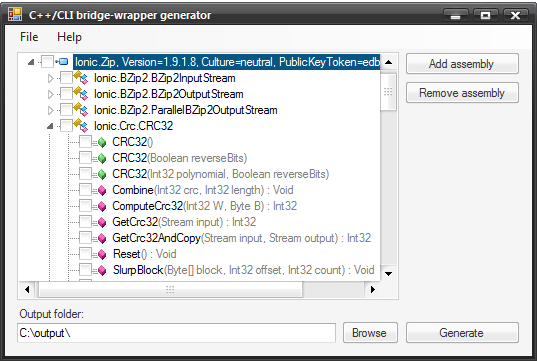 C++/CLI bridge-wrapper generator
File Help
Ionic.Zip, Version=1.9.1.8, Culture=neutral, PublicKeyToken=edb
Add assembly
Ionic.BZip2.BZip2InputStream
Ionic.BZip2.BZip2OutputStream
Remove assembly
Ionic.BZip2.ParallelBZip2OutputStream
Ionic.Crc.CRC32
CRC32()
CRC32(Boolean reverseBits)
CRC32(Int32 polynomial, Boolean reverseBits)
Combine(Int32 crc, Int32 length) : Void
ComputeCrc32(Int32 W, Byte B) : Int32
GetCrc32(Stream input) : Int32
GetCrc32AndCopy(Stream input, Stream output) : Int32
Reset() : Void
SlurpBlock(Byte[] block, Int32 offset, Int32 count) : Void
Output folder:
C:\output\
Browse
Generate